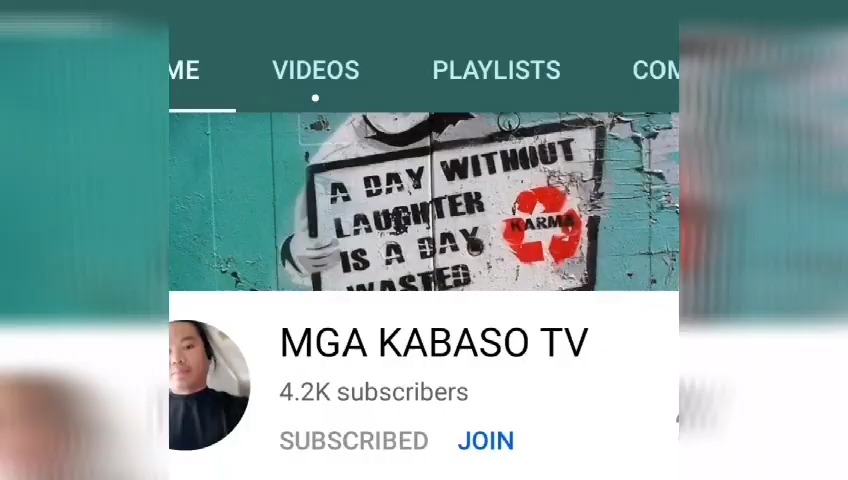 ME VIDEOS PLAYLISTS COM
A DAY WITHOUT
LAUGHTER
IS A DAY
WASTED
KARMA
MGA KABASO TV
4.2K subscribers
SUBSCRIBED JOIN